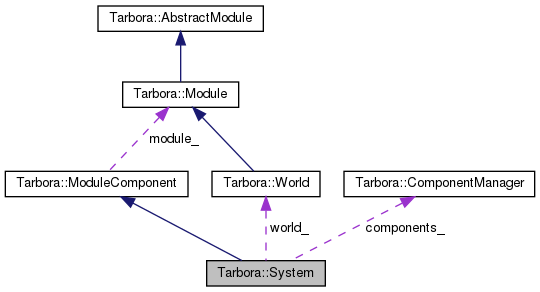 Tarbora::AbstractModule
Tarbora::Module
module_
Tarbora::ModuleComponent
Tarbora::World
Tarbora::ComponentManager
world_
components_
Tarbora::System